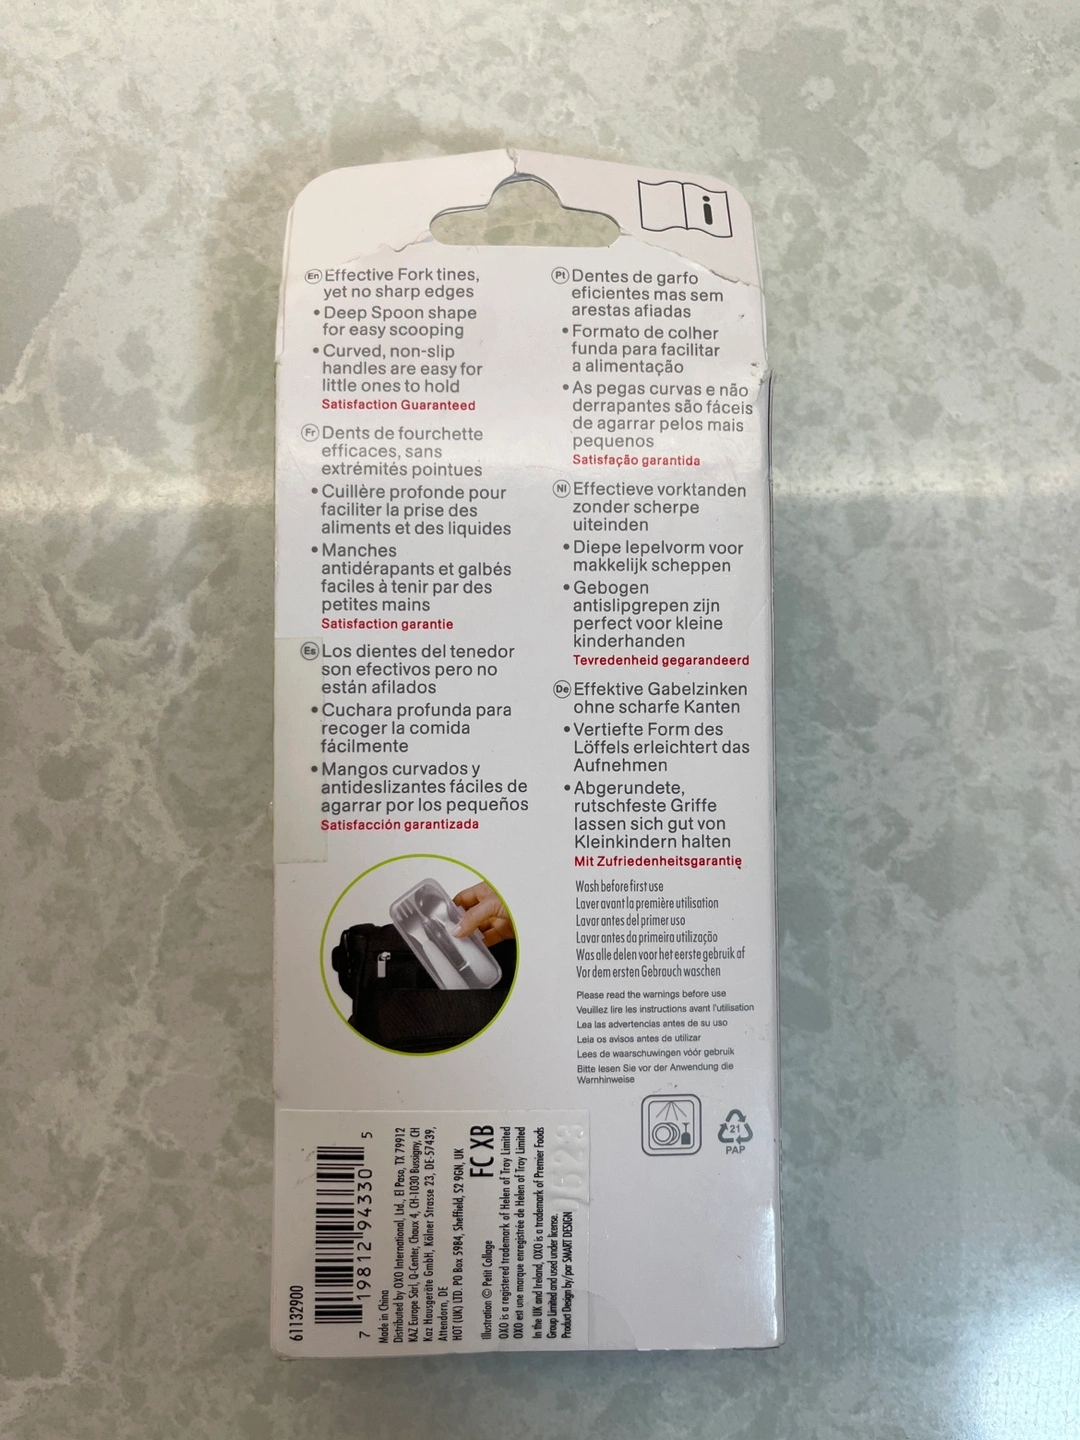 i
En Effective Fork tines,
yet no sharp edges
• Deep Spoon shape
for easy scooping
• Curved, non-slip
handles are easy for
little ones to hold
Satisfaction Guaranteed
Fr Dents de fourchette
efficaces, sans
extrémités pointues
• Cuillère profonde pour
faciliter la prise des
aliments et des liquides
• Manches
antidérapants et galbés
faciles à tenir par des
petites mains
Satisfaction garantie
Es Los dientes del tenedor
son efectivos pero no
están afilados
• Cuchara profunda para
recoger la comida
fácilmente
• Mangos curvados y
antideslizantes fáciles de
agarrar por los pequeños
Satisfacción garantizada
Pt Dentes de garfo
eficientes mas sem
arestas afiadas
• Formato de colher
funda para facilitar
a alimentação
• As pegas curvas e não
derrapantes são fáceis
de agarrar pelos mais
pequenos
Satisfação garantida
Nl Effectieve vorktanden
zonder scherpe
uiteinden
• Diepe lepelvorm voor
makkelijk scheppen
• Gebogen
antislipgrepen zijn
perfect voor kleine
kinderhanden
Tevredenheid gegarandeerd
De Effektive Gabelzinken
ohne scharfe Kanten
• Vertiefte Form des
Löffels erleichtert das
Aufnehmen
• Abgerundete,
rutschfeste Griffe
lassen sich gut von
Kleinkindern halten
Mit Zufriedenheitsgarantie
Wash before first use
Laver avant la première utilisation
Lavar antes del primer uso
Lavar antes da primeira utilização
Was alle delen voor het eerste gebruik af
Vor dem ersten Gebrauch waschen
Please read the warnings before use
Veuillez lire les instructions avant l'utilisation
Lea las advertencias antes de su uso
Leia os avisos antes de utilizar
Lees de waarschuwingen vóór gebruik
Bitte lesen Sie vor der Anwendung die
Warnhinweise
21
PAP
61132900
7 19812 94330 5
Made in China
Distributed by OXO International, Ltd., El Paso, TX 79912
KAZ Europe Sàrl, Q-Center, Chaux 4, CH-1030 Bussigny, CH
Kaz Hausgeräte GmbH, Kölner Strasse 23, DE-57439,
Attendorn, DE
HOT (UK) LTD. PO Box 5984, Sheffield, S2 9GN, UK
FC XB
Illustration © Petit Collage
OXO is a registered trademark of Helen of Troy Limited
OXO est une marque enregistrée de Helen of Troy Limited
In the UK and Ireland, OXO is a trademark of Premier Foods
Group Limited and used under license.
Product Design by/par SMART DESIGN